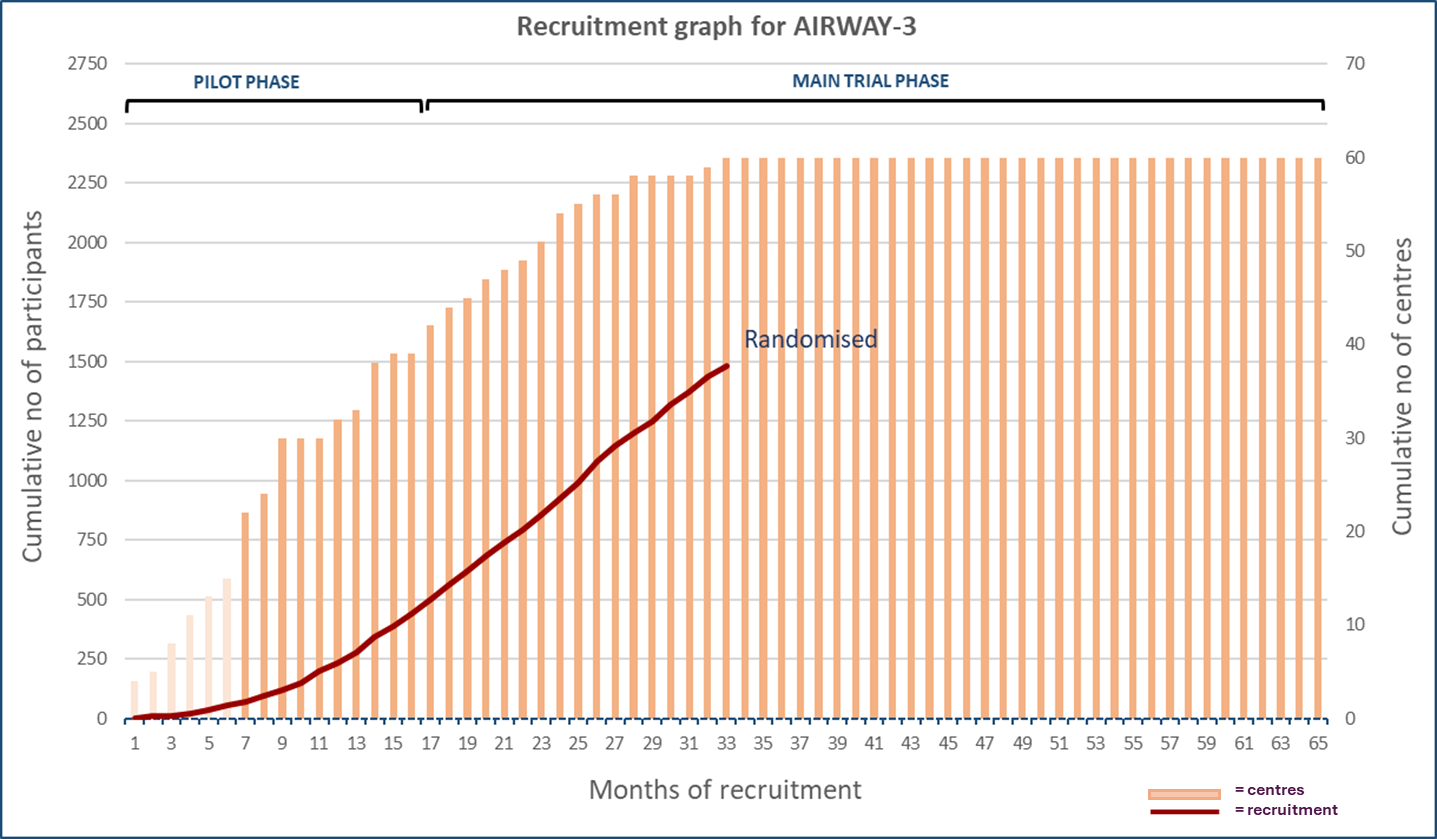 Recruitment graph for AIRWAY-3
PILOT PHASE
MAIN TRIAL PHASE
Cumulative no of participants
2750
2500
2250
2000
1750
1500
1250
1000
750
500
250
0
70
60
50
40
30
20
10
0
Cumulative no of centres
Randomised
1 3 5 7 9 11 13 15 17 19 21 23 25 27 29 31 33 35 37 39 41 43 45 47 49 51 53 55 57 59 61 63 65
Months of recruitment
= centres
= recruitment